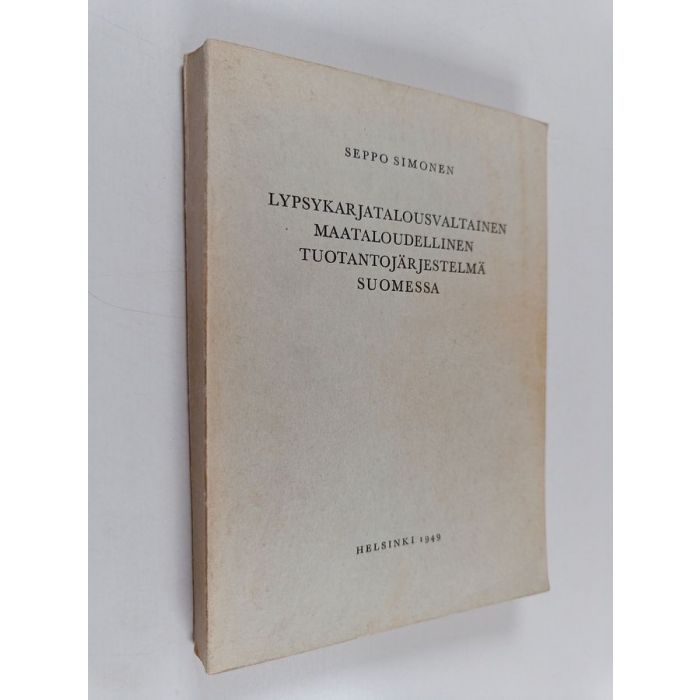 SEPPO SIMONEN
LYPSYKARJATALOUSVALTAINEN
MAATALOUDELLINEN
TUOTANTOJÄRJESTELMÄ
SUOMESSA
HELSINKI 1949